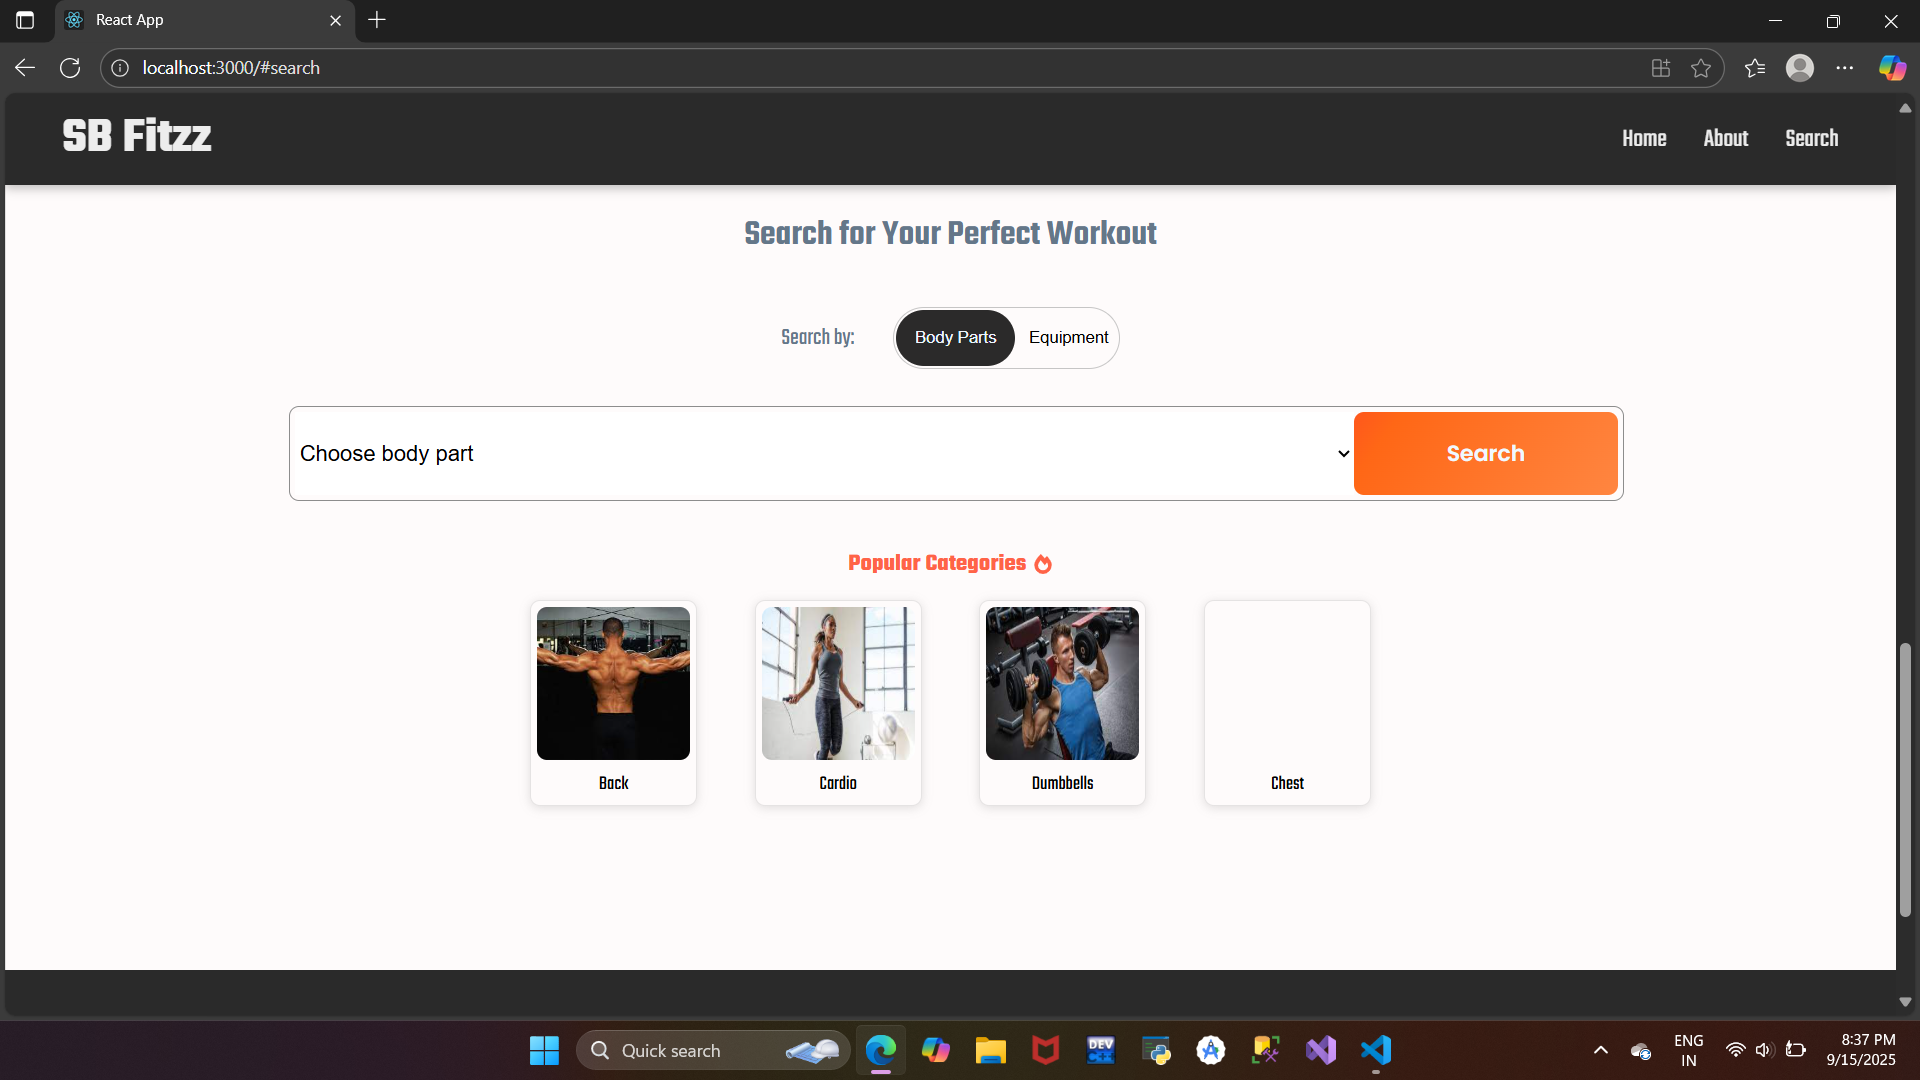 React App
localhost:3000/#search
SB Fitzz
Home About Search
Search for Your Perfect Workout
Search by: Body Parts Equipment
Choose body part Search
Popular Categories
Back Cardio Dumbbells Chest
Quick search
DEV
C++
ENG
IN
8:37 PM
9/15/2025